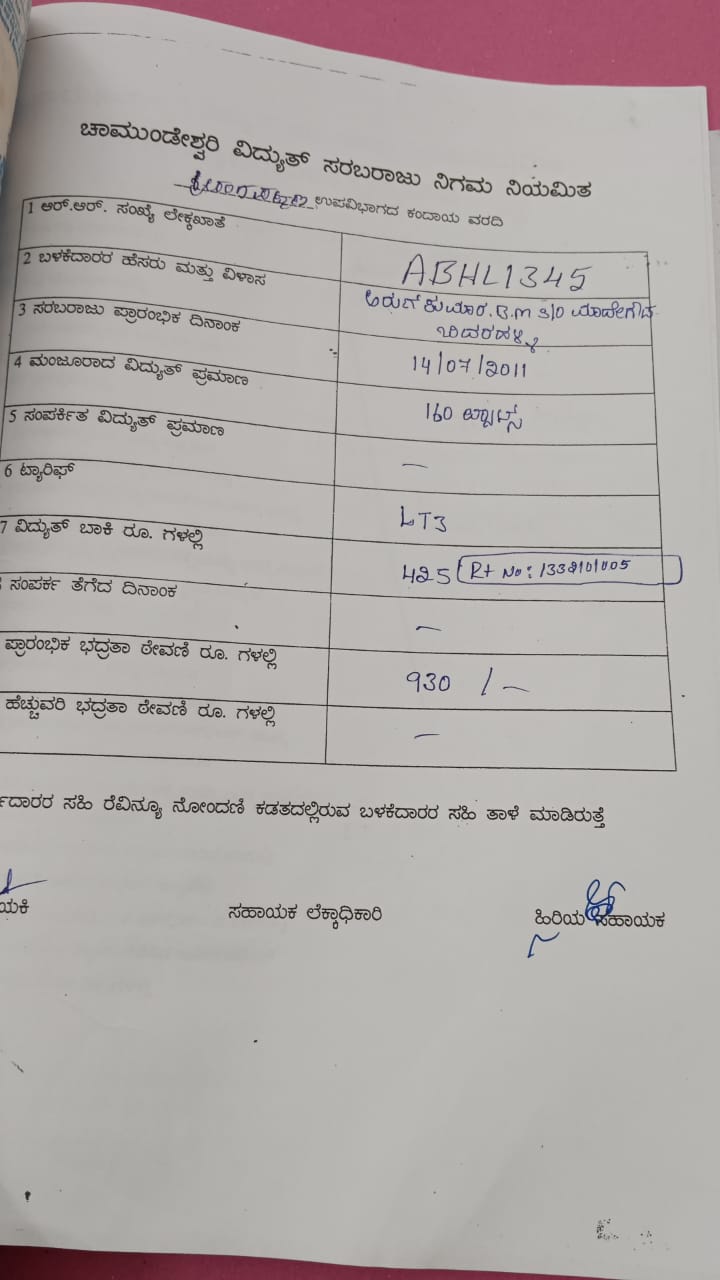 ಚಾಮುಂಡೇಶ್ವರಿ ವಿದ್ಯುತ್ ಸರಬರಾಜು ನಿಗಮ ನಿಯಮಿತ
ಉಪವಿಭಾಗದ ಕಂದಾಯ ವರದಿ
1 ಆರ್.ಆರ್. ಸಂಖ್ಯೆ ಲೇಕ್ಕಖಾತೆ ABHL1345
2 ಬಳಕೆದಾರರ ಹೆಸರು ಮತ್ತು ವಿಳಾಸ ಅರುಣ್ ಕುಮಾರ. B.M S/O ಮಾದೇಗೌಡ
3 ಸರಬರಾಜು ಪ್ರಾರಂಭಿಕ ದಿನಾಂಕ 14/07/2011
4 ಮಂಜೂರಾದ ವಿದ್ಯುತ್ ಪ್ರಮಾಣ 160 ವ್ಯಾಟ್ಸ್
5 ಸಂಪರ್ಕಿತ ವಿದ್ಯುತ್ ಪ್ರಮಾಣ —
6 ಟ್ಯಾರಿಫ್ LT3
7 ವಿದ್ಯುತ್ ಬಾಕಿ ರೂ. ಗಳಲ್ಲಿ 425 Rt No: 1332101005
ಸಂಪರ್ಕ ತೆಗೆದ ದಿನಾಂಕ —
ಪ್ರಾರಂಭಿಕ ಭದ್ರತಾ ಠೇವಣಿ ರೂ. ಗಳಲ್ಲಿ 930 /—
ಹೆಚ್ಚುವರಿ ಭದ್ರತಾ ಠೇವಣಿ ರೂ. ಗಳಲ್ಲಿ —
ದಾರರ ಸಹಿ ರೆವಿನ್ಯೂ ನೋಂದಣಿ ಕಡತದಲ್ಲಿರುವ ಬಳಕೆದಾರರ ಸಹಿ ತಾಳೆ ಮಾಡಿರುತ್ತೆ
ಯಕಿ ಸಹಾಯಕ ಲೆಕ್ಕಾಧಿಕಾರಿ ಹಿರಿಯ ಸಹಾಯಕ